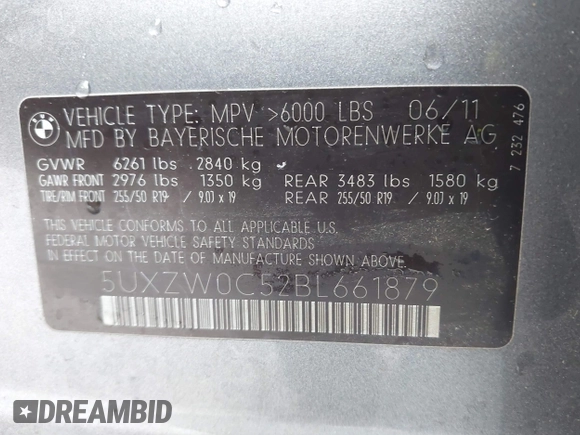 BMW
VEHICLE TYPE: MPV >6000 LBS 06/11
MFD BY BAYERISCHE MOTORENWERKE AG
GVWR 6261 lbs 2840 kg
GAWR FRONT 2976 lbs 1350 kg REAR 3483 lbs 1580 kg
TIRE/RIM FRONT 255/50 R19 / 9.0J x 19 REAR 255/50 R19 / 9.0J x 19
THIS VEHICLE CONFORMS TO ALL APPLICABLE U.S.
FEDERAL MOTOR VEHICLE SAFETY STANDARDS
IN EFFECT ON THE DATE OF MANUFACTURE SHOWN ABOVE.
5UXZW0C52BL661879
7 232 476
DREAMBID